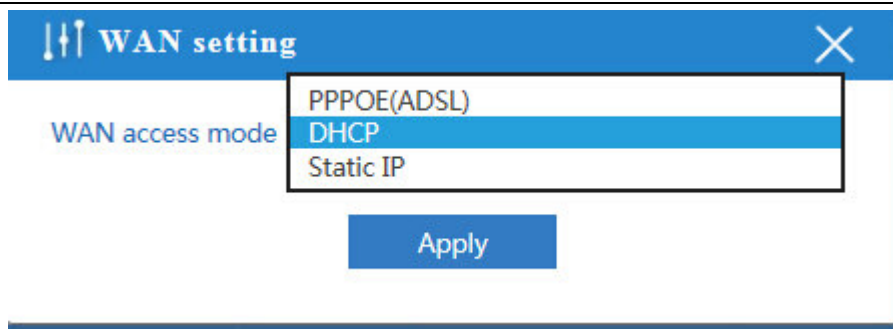 WAN setting
PPPOE(ADSL)
WAN access mode DHCP
Static IP
Apply